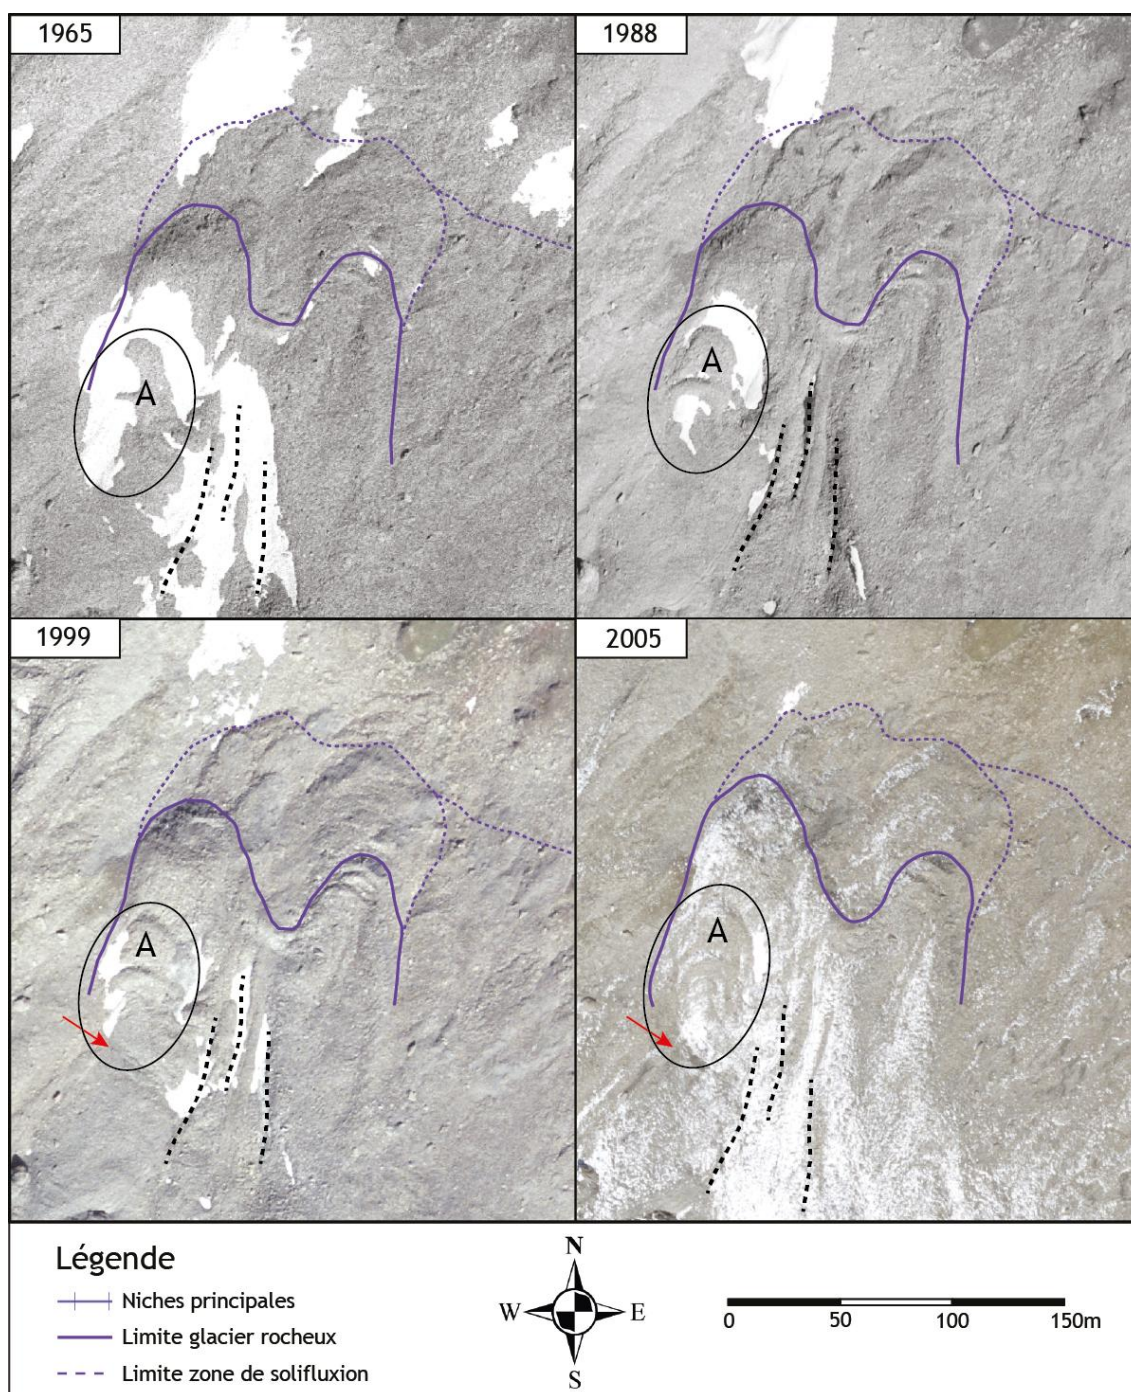 1965
1988
A
A
1999
2005
A
A
Légende
Niches principales
Limite glacier rocheux
Limite zone de solifluxion
N
W
E
S
0
50
100
150m